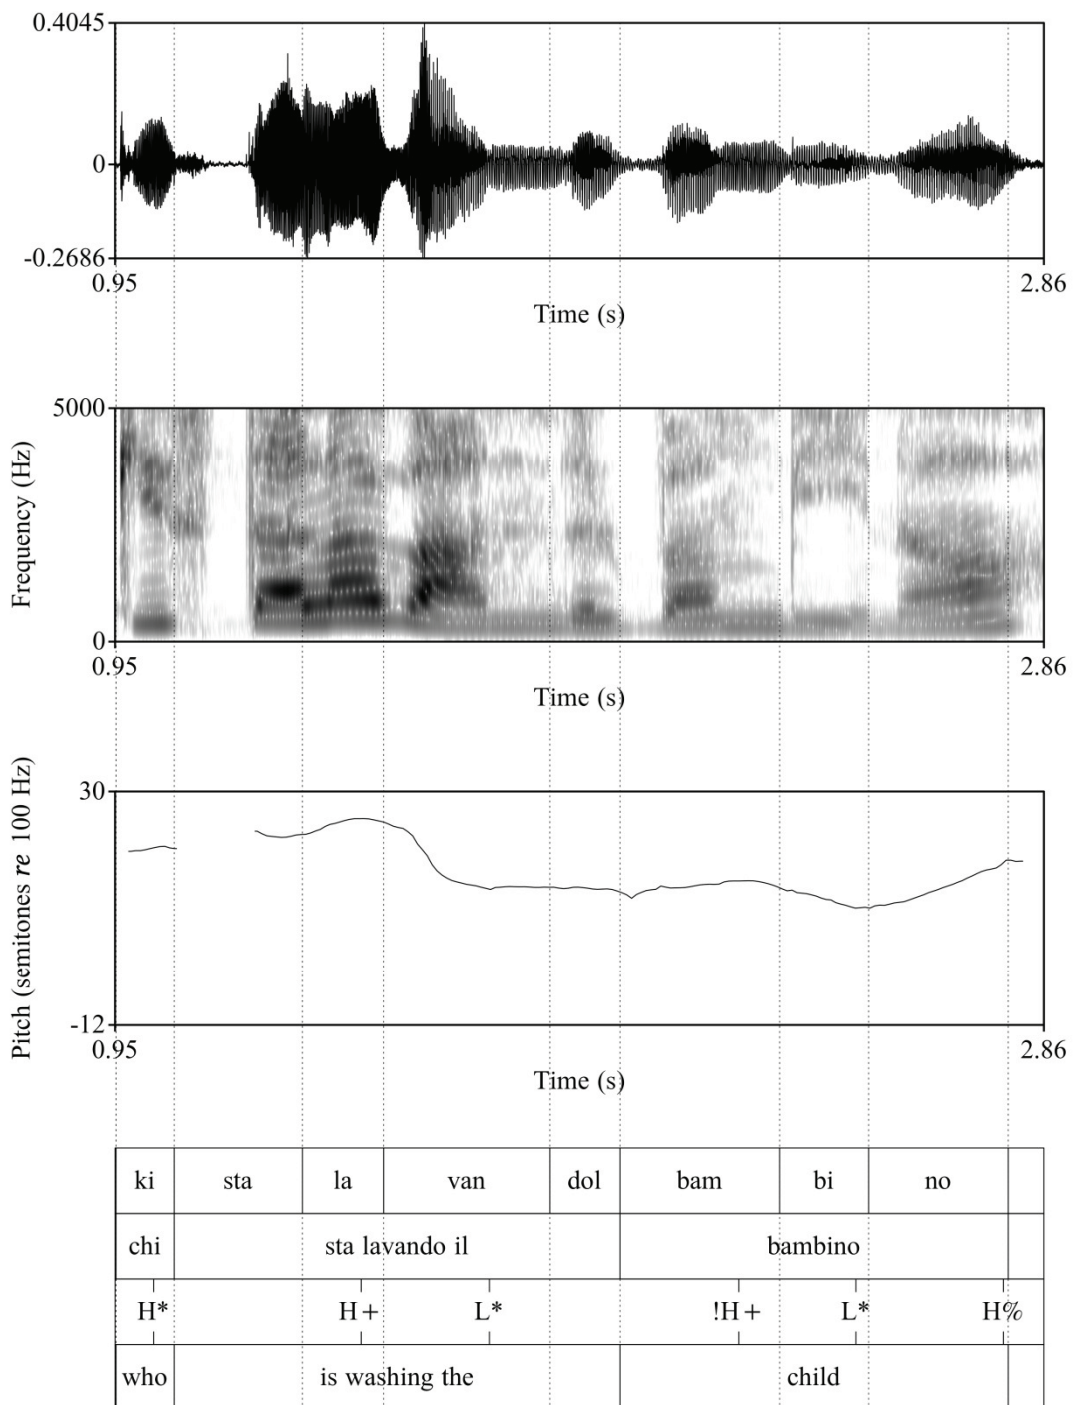 0.4045
0
-0.2686
0.95 2.86
Time (s)
5000
Frequency (Hz)
0
0.95 2.86
Time (s)
30
Pitch (semitones re 100 Hz)
-12
0.95 2.86
Time (s)
ki sta la van dol bam bi no
chi sta lavando il bambino
H* H+ L* !H+ L* H%
who is washing the child